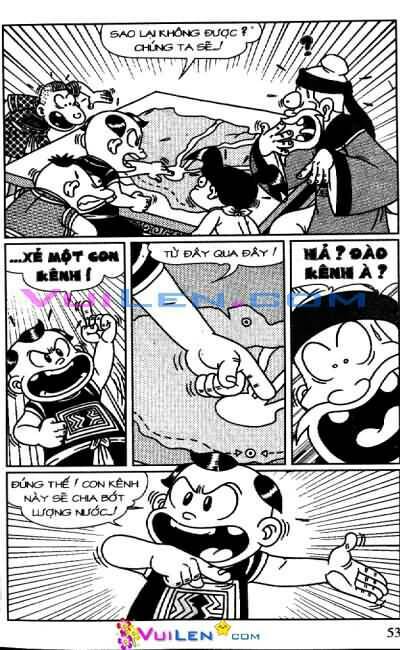 SAO LẠI KHÔNG ĐƯỢC?
CHÚNG TA SẼ...!
?
...XẺ MỘT CON
KÊNH!
TỪ ĐÂY QUA ĐÂY!
HẢ? ĐÀO
KÊNH À?
VUILEN.COM
ĐÚNG THẾ! CON KÊNH
NÀY SẼ CHIA BỚT
LƯỢNG NƯỚC...!
53
VUILEN.COM